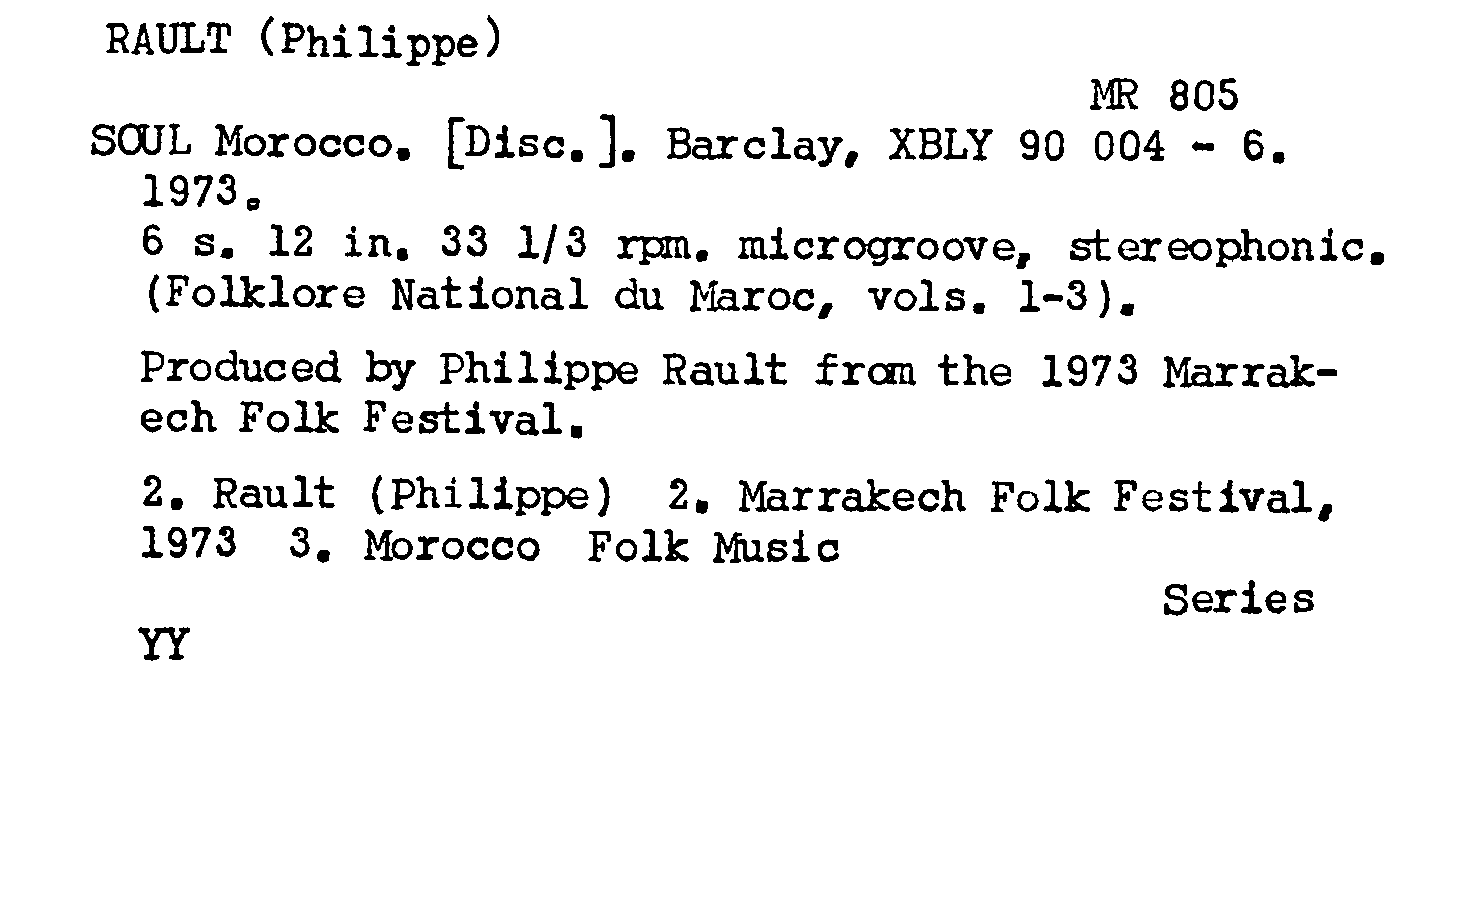 RAULT (Philippe)
MR 805
SOUL Morocco. [Disc.]. Barclay, XBLY 90 004 - 6.
1973.
6 s. 12 in. 33 1/3 rpm. microgroove, stereophonic.
(Folklore National du Maroc, vols. 1-3).
Produced by Philippe Rault from the 1973 Marrak-
ech Folk Festival.
2. Rault (Philippe) 2. Marrakech Folk Festival,
1973 3. Morocco Folk Music
Series
YY